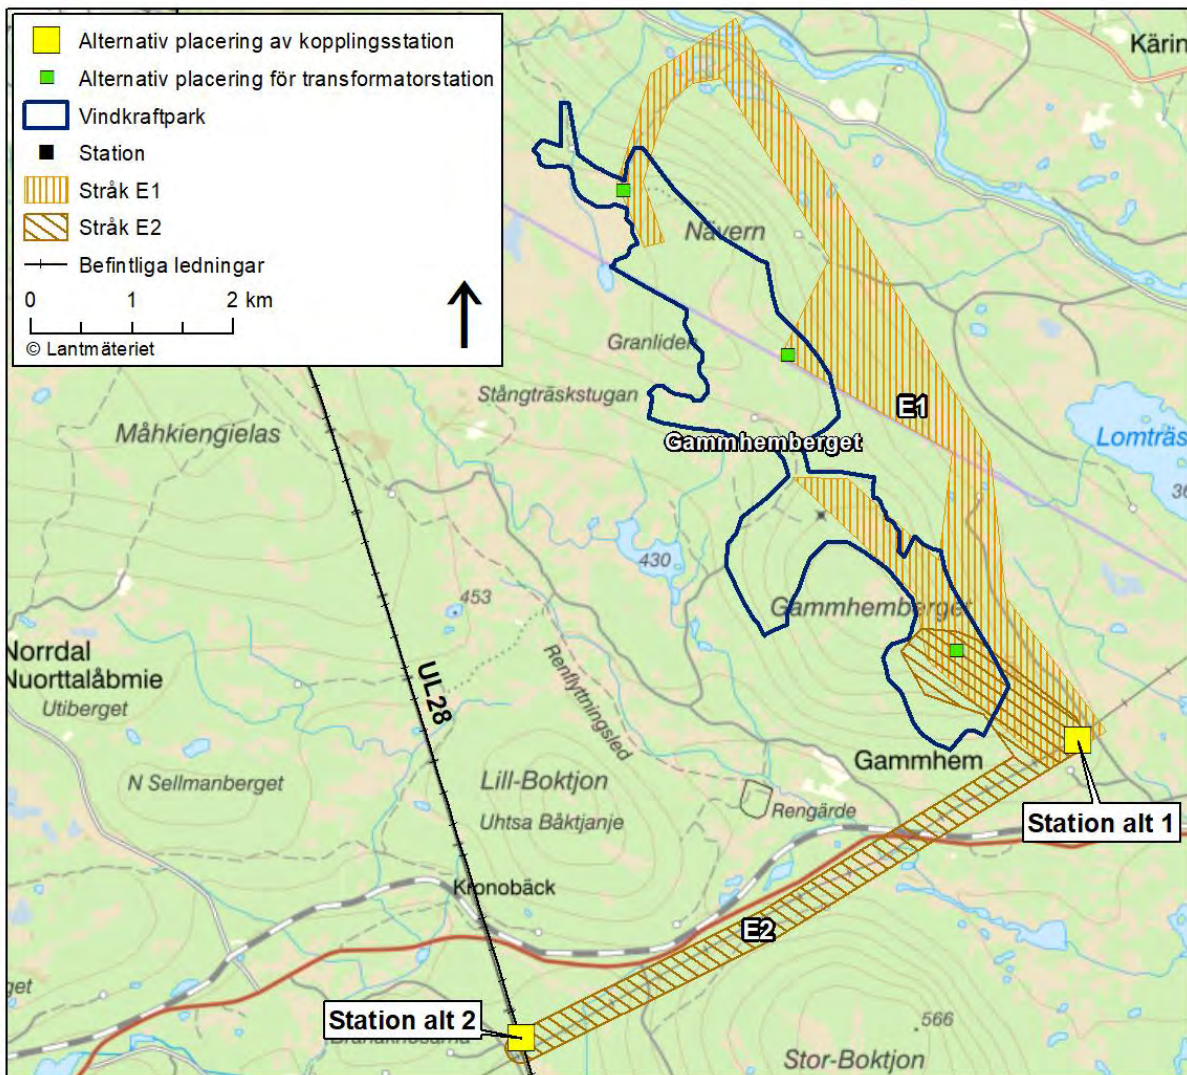 Alternativ placering av kopplingsstation
Alternativ placering för transformatorstation
Vindkraftpark
Station
Stråk E1
Stråk E2
Befintliga ledningar
0 1 2 km
© Lantmäteriet
Kärin
Nävern
Granliden
Stångträskstugan
E1
Måhkiengielas
Gammhemberget
Lomträs
36
430
453
Gammhemberget
Norrdal
Nuorttalåbmie
Utiberget
Renflyttningsled
UL28
Gammhem
N Sellmanberget
Lill-Boktjon
Uhtsa Båktjanje
Rengärde
Station alt 1
Kronobäck
E2
get
Station alt 2
566
Stor-Boktjon